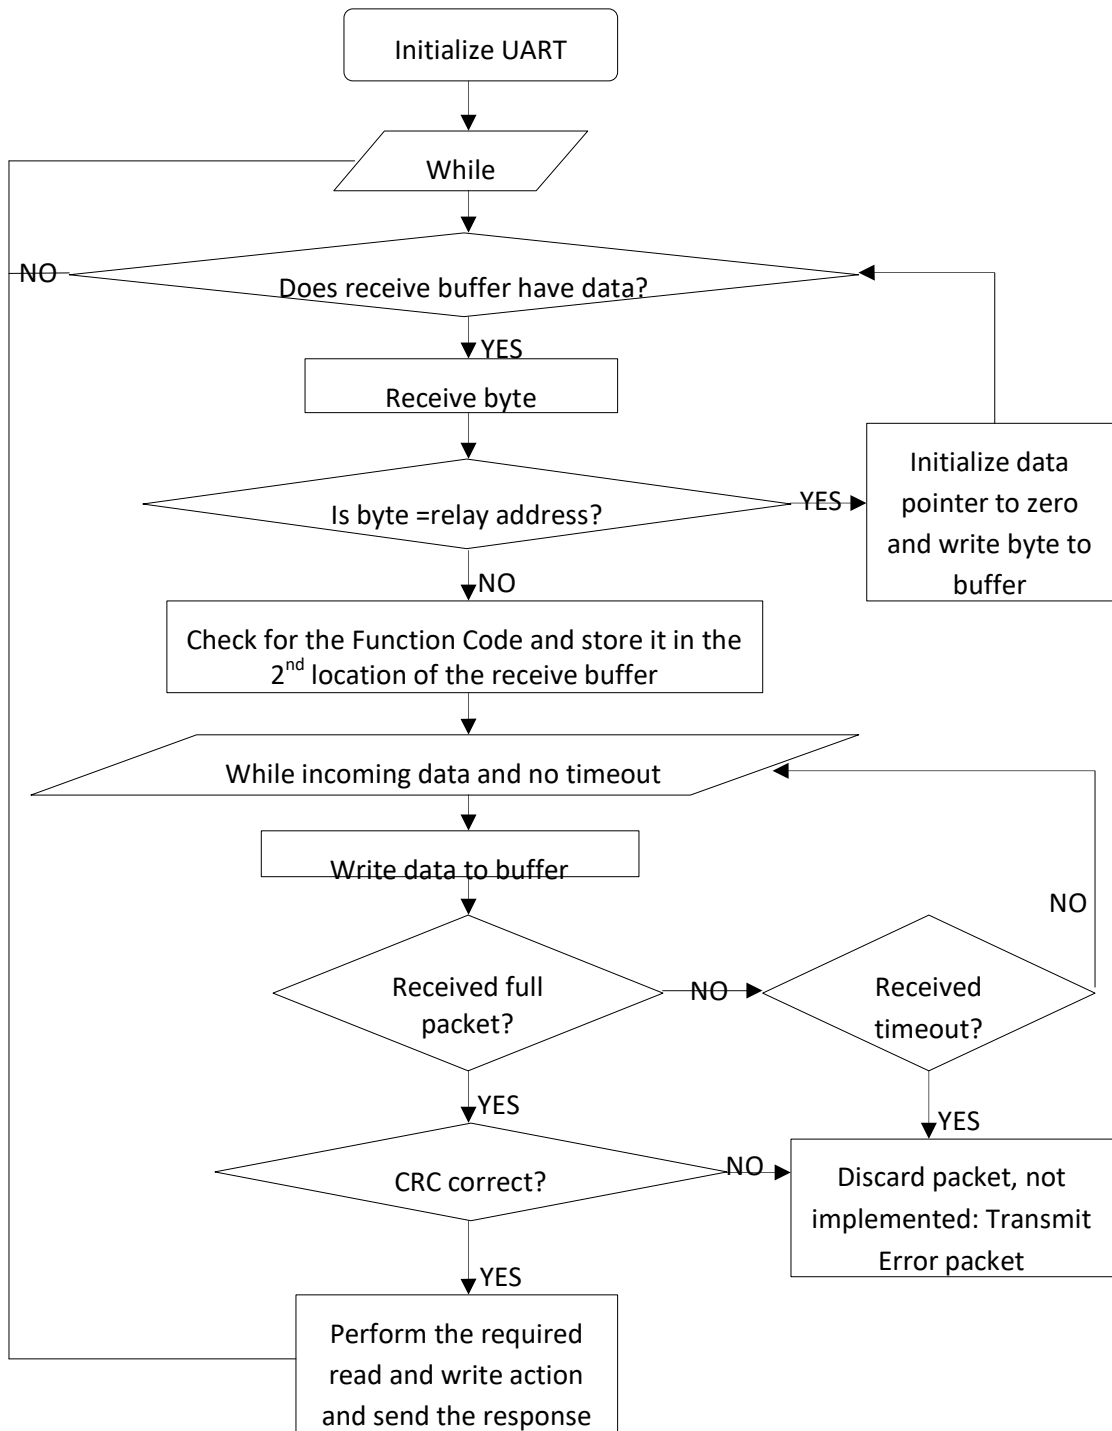 Initialize UART
While
NO
Does receive buffer have data?
YES
Receive byte
Is byte =relay address?
YES
Initialize data
pointer to zero
and write byte to
buffer
NO
Check for the Function Code and store it in the
2nd location of the receive buffer
While incoming data and no timeout
Write data to buffer
NO
Received full
packet?
NO
Received
timeout?
YES
YES
CRC correct?
NO
Discard packet, not
implemented: Transmit
Error packet
YES
Perform the required
read and write action
and send the response